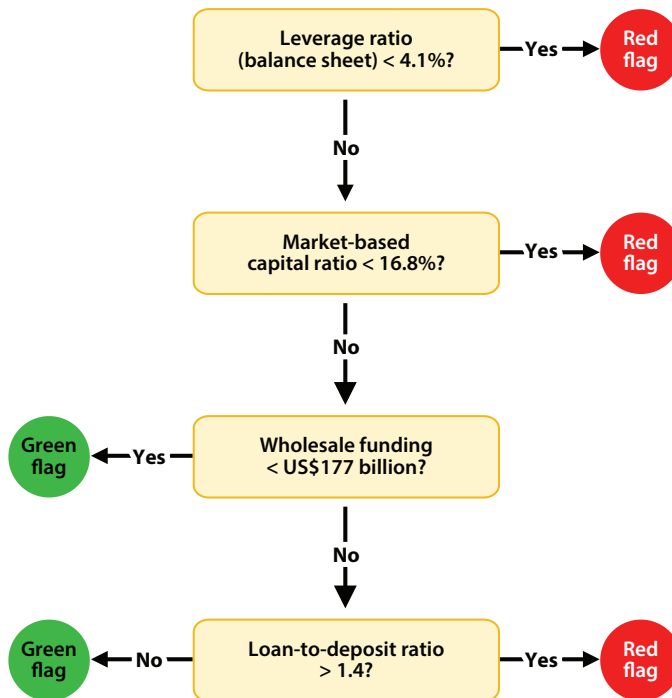 Leverage ratio
(balance sheet) < 4.1%?
Yes
Red
flag
No
Market-based
capital ratio < 16.8%?
Yes
Red
flag
No
Green
flag
Yes
Wholesale funding
< US$177 billion?
No
Green
flag
No
Loan-to-deposit ratio
> 1.4?
Yes
Red
flag